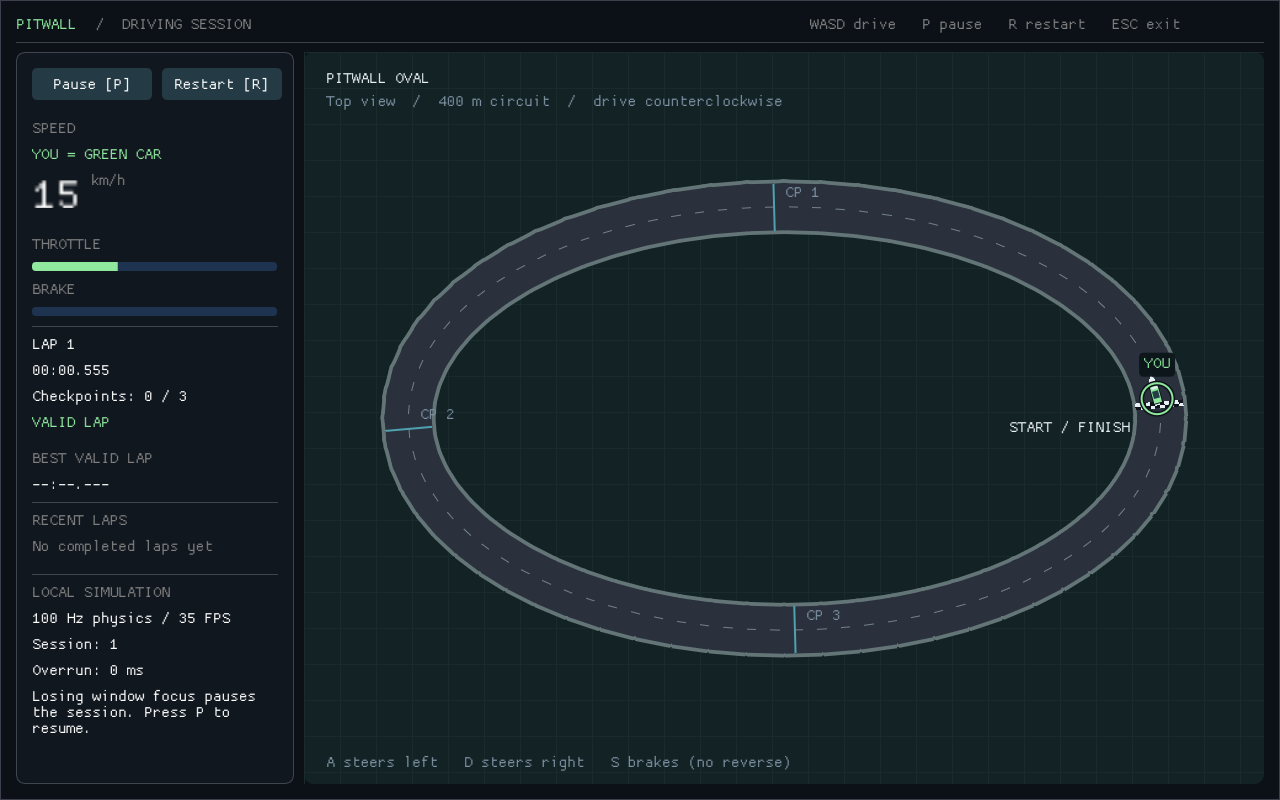 PITWALL / DRIVING SESSION
WASD drive P pause R restart ESC exit
Pause [P] Restart [R]
SPEED
YOU = GREEN CAR
15 km/h
THROTTLE
BRAKE
LAP 1
00:00.555
Checkpoints: 0 / 3
VALID LAP
BEST VALID LAP
--:--.---
RECENT LAPS
No completed laps yet
LOCAL SIMULATION
100 Hz physics / 35 FPS
Session: 1
Overrun: 0 ms
Losing window focus pauses
the session. Press P to
resume.
PITWALL OVAL
Top view / 400 m circuit / drive counterclockwise
CP 1
YOU
CP 2
START / FINISH
CP 3
A steers left D steers right S brakes (no reverse)